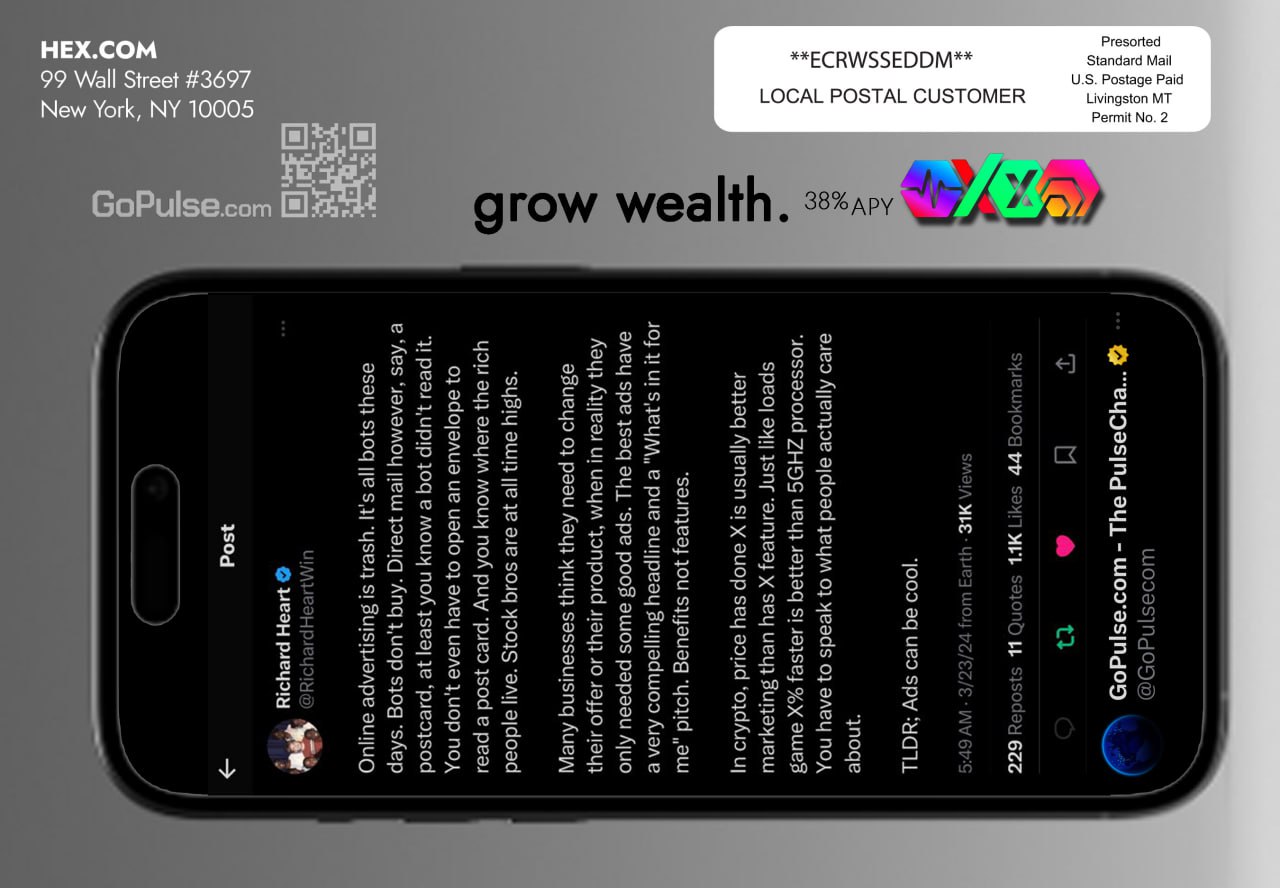 HEX.COM
99 Wall Street #3697
New York, NY 10005
**ECRWSSEDDM**
LOCAL POSTAL CUSTOMER
Presorted
Standard Mail
U.S. Postage Paid
Livingston MT
Permit No. 2
GoPulse.com
grow wealth. 38% APY
Post
Richard Heart
@RichardHeartWin
Online advertising is trash. It's all bots these
days. Bots don't buy. Direct mail however, say, a
postcard, at least you know a bot didn't read it.
You don't even have to open an envelope to
read a post card. And you know where the rich
people live. Stock bros are at all time highs.
Many businesses think they need to change
their offer or their product, when in reality they
only needed some good ads. The best ads have
a very compelling headline and a "What's in it for
me" pitch. Benefits not features.
In crypto, price has done X is usually better
marketing than has X feature. Just like loads
game X% faster is better than 5GHZ processor.
You have to speak to what people actually care
about.
TLDR; Ads can be cool.
5:49 AM · 3/23/24 from Earth · 31K Views
229 Reposts 11 Quotes 1.1K Likes 44 Bookmarks
GoPulse.com - The PulseCha...
@GoPulsecom